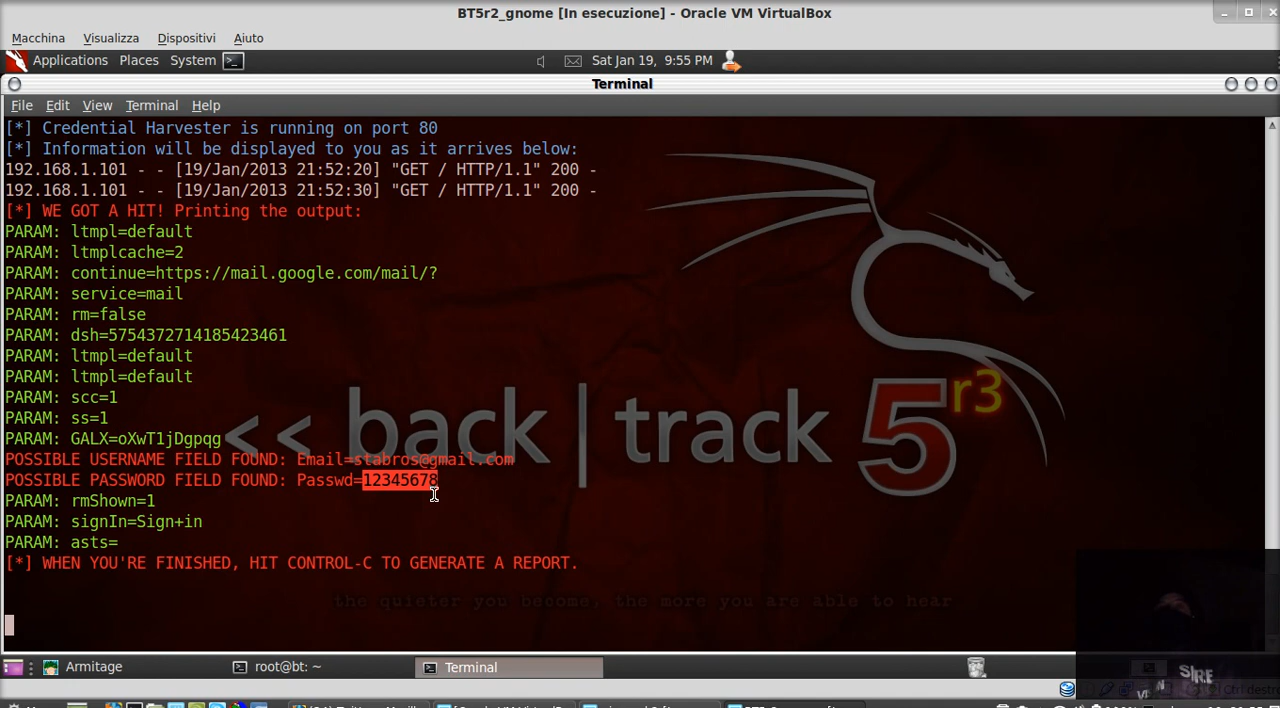 BT5r2_gnome [In esecuzione] - Oracle VM VirtualBox
Macchina Visualizza Dispositivi Aiuto
Applications Places System Sat Jan 19, 9:55 PM
Terminal
File Edit View Terminal Help
[*] Credential Harvester is running on port 80
[*] Information will be displayed to you as it arrives below:
192.168.1.101 - - [19/Jan/2013 21:52:20] "GET / HTTP/1.1" 200 -
192.168.1.101 - - [19/Jan/2013 21:52:30] "GET / HTTP/1.1" 200 -
[*] WE GOT A HIT! Printing the output:
PARAM: ltmpl=default
PARAM: ltmplcache=2
PARAM: continue=https://mail.google.com/mail/?
PARAM: service=mail
PARAM: rm=false
PARAM: dsh=5754372714185423461
PARAM: ltmpl=default
PARAM: ltmpl=default
PARAM: scc=1
PARAM: ss=1
PARAM: GALX=oXwT1jDgpqg
<< back | track 5 r3
POSSIBLE USERNAME FIELD FOUND: Email=stabros@gmail.com
POSSIBLE PASSWORD FIELD FOUND: Passwd=12345678
PARAM: rmShown=1
PARAM: signIn=Sign+in
PARAM: asts=
[*] WHEN YOU'RE FINISHED, HIT CONTROL-C TO GENERATE A REPORT.
the quieter you become, the more you are able to hear
Armitage root@bt: ~ Terminal